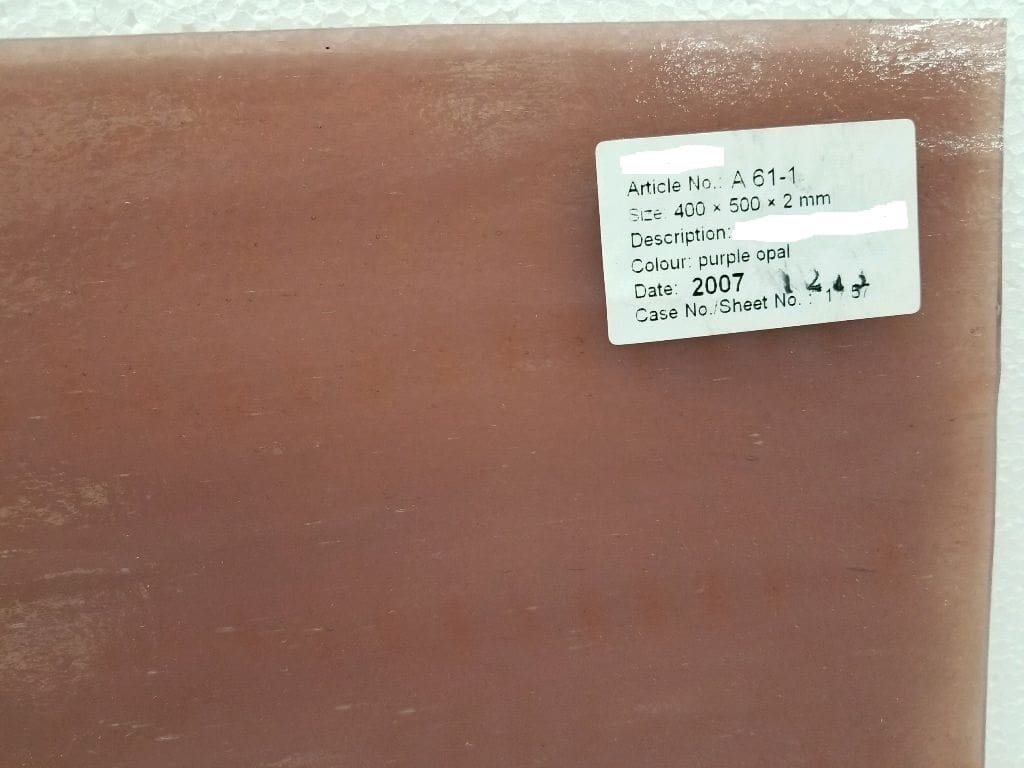 Article No.: A 61-1
Size: 400 × 500 × 2 mm
Description:
Colour: purple opal
Date: 2007
Case No./Sheet No. :